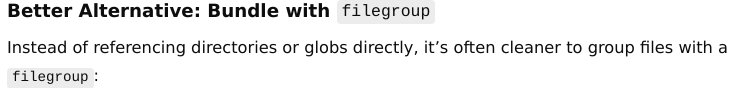 Better Alternative: Bundle with filegroup
Instead of referencing directories or globs directly, it’s often cleaner to group files with a
filegroup: